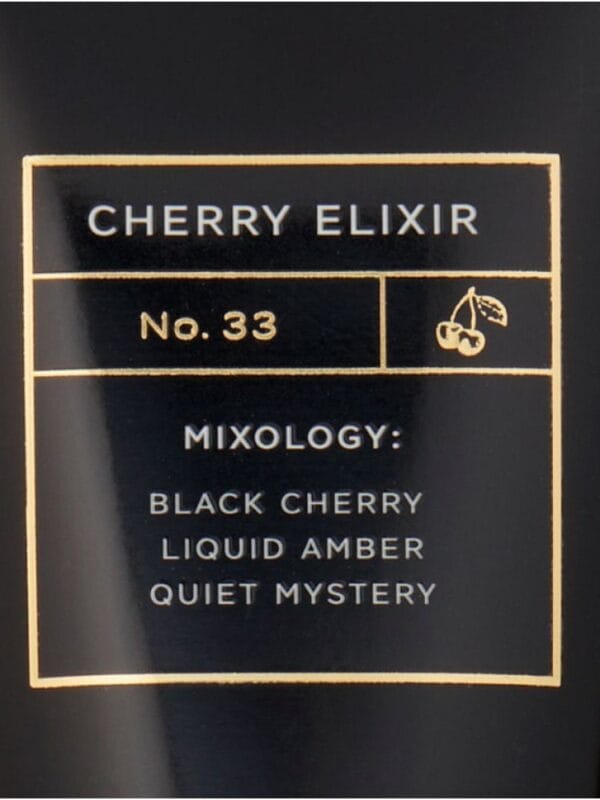 CHERRY ELIXIR
No. 33
MIXOLOGY:
BLACK CHERRY
LIQUID AMBER
QUIET MYSTERY